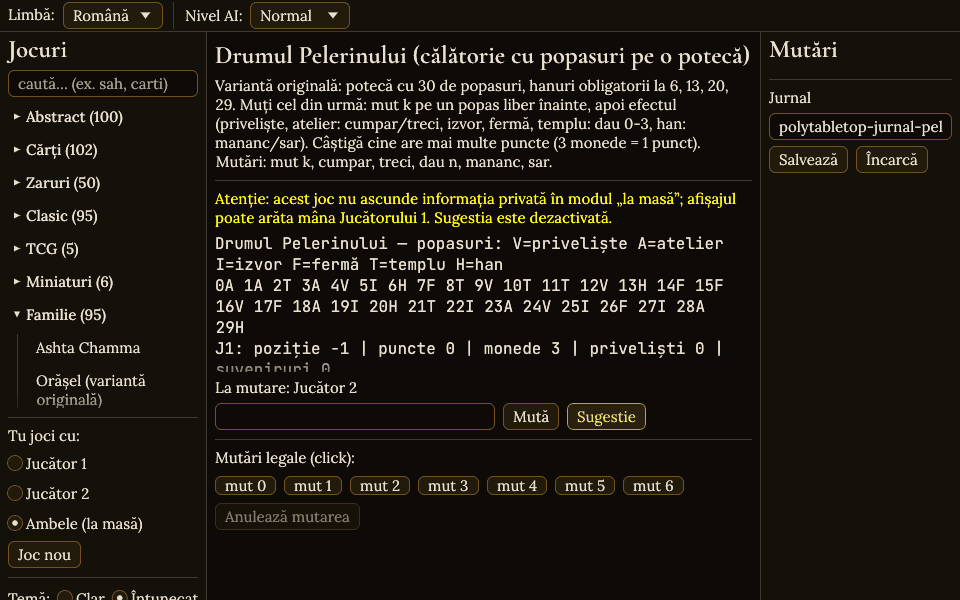 Limbă: Română ▼ Nivel AI: Normal ▼
Jocuri
caută... (ex. sah, carti)
▸ Abstract (100)
▸ Cărți (102)
▸ Zaruri (50)
▸ Clasic (95)
▸ TCG (5)
▸ Miniaturi (6)
▾ Familie (95)
Ashta Chamma
Orășel (variantă
originală)
Tu joci cu:
Jucător 1
Jucător 2
Ambele (la masă)
Joc nou
Temă: Clar Întunecat
Drumul Pelerinului (călătorie cu popasuri pe o potecă)
Variantă originală: potecă cu 30 de popasuri, hanuri obligatorii la 6, 13, 20,
29. Muți cel din urmă: mut k pe un popas liber înainte, apoi efectul
(priveliște, atelier: cumpar/treci, izvor, fermă, templu: dau 0-3, han:
mananc/sar). Câștigă cine are mai multe puncte (3 monede = 1 punct).
Mutări: mut k, cumpar, treci, dau n, mananc, sar.
Atenție: acest joc nu ascunde informația privată în modul „la masă”; afișajul
poate arăta mâna Jucătorului 1. Sugestia este dezactivată.
Drumul Pelerinului — popasuri: V=priveliște A=atelier
I=izvor F=fermă T=templu H=han
0A 1A 2T 3A 4V 5I 6H 7F 8T 9V 10T 11T 12V 13H 14F 15F
16V 17F 18A 19I 20H 21T 22I 23A 24V 25I 26F 27I 28A
29H
J1: poziție -1 | puncte 0 | monede 3 | priveliști 0 |
suveniruri 0
La mutare: Jucător 2
Mută Sugestie
Mutări legale (click):
mut 0 mut 1 mut 2 mut 3 mut 4 mut 5 mut 6
Anulează mutarea
Mutări
Jurnal
polytabletop-jurnal-pel
Salvează Încarcă